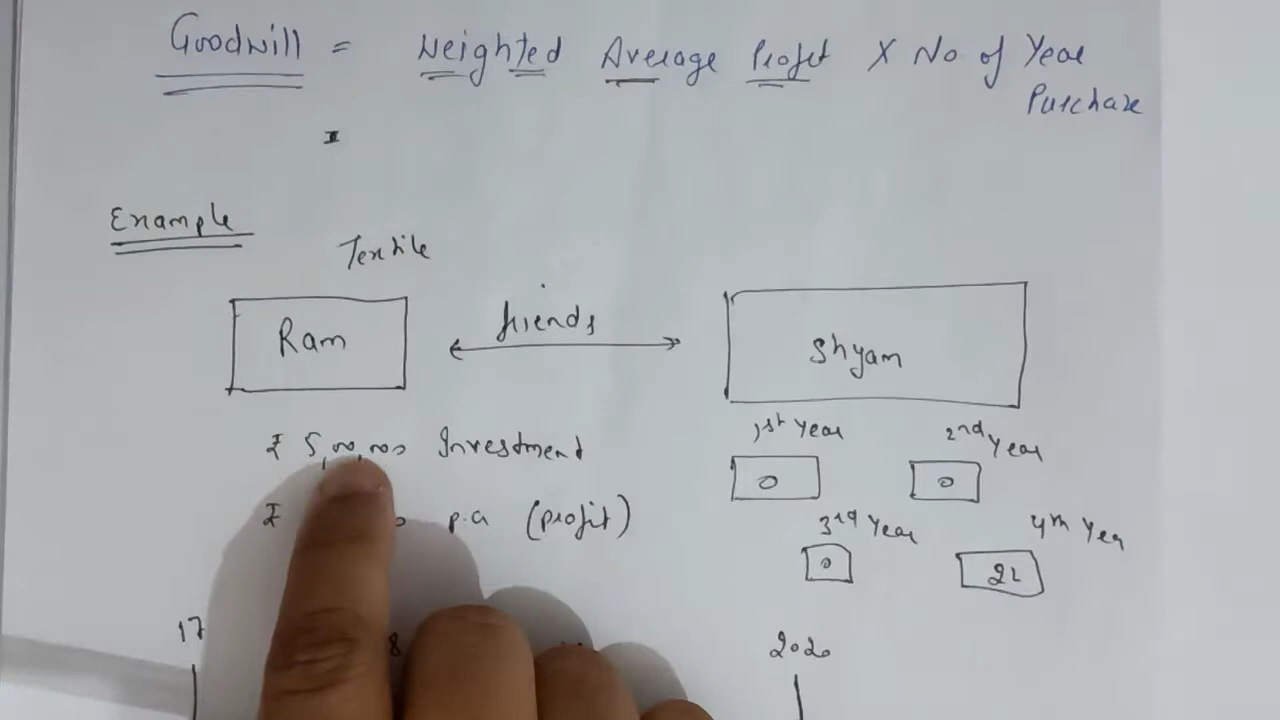 Goodwill = Weighted Average Profit X No of Year
Purchase
Example
Textile
Ram
friends
Shyam
₹ 5,00,000 Investment
1st Year
2nd Year
0
0
₹ p.a (profit)
3rd Year
4th Year
0
2L
17
8
2020